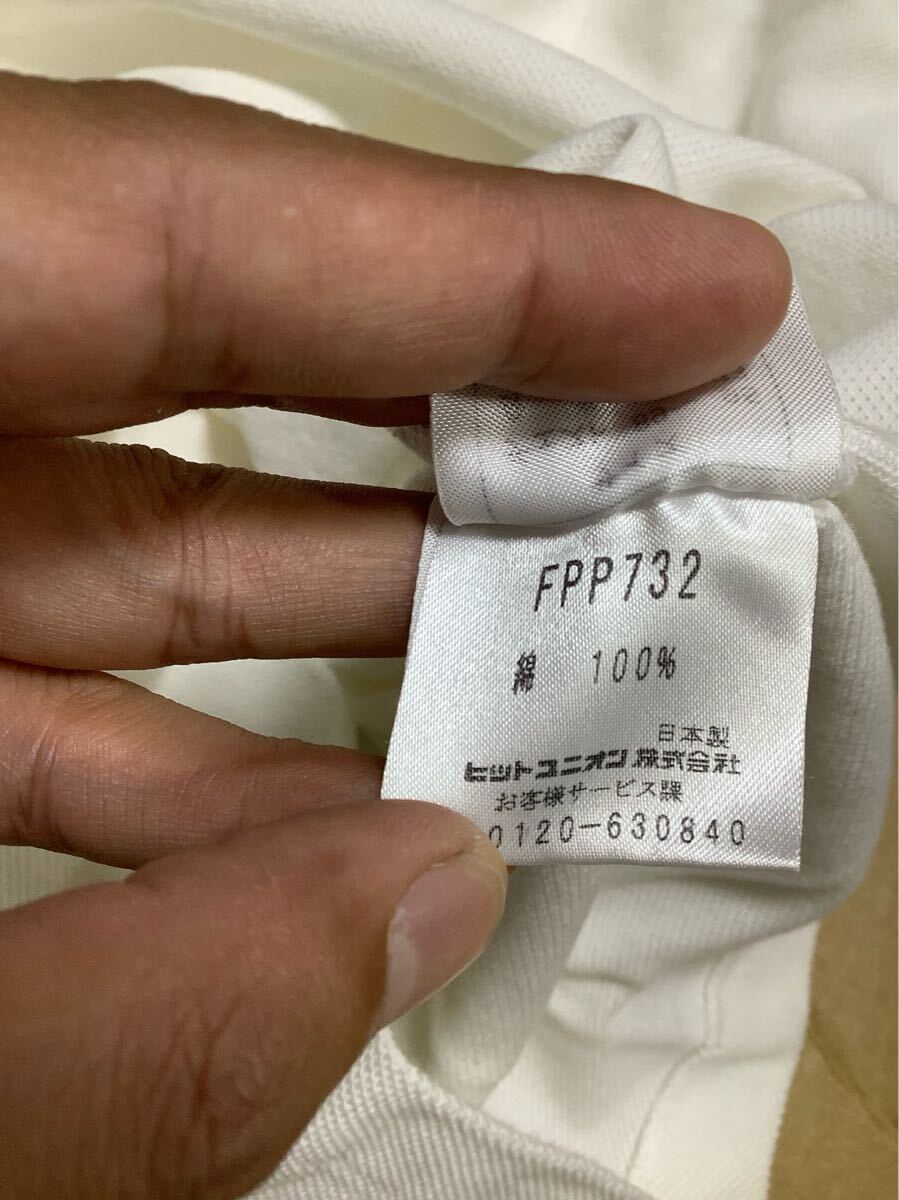 FPP732
綿 100%
日本製
ヒットユニオン株式会社
お客様サービス課
0120-630840